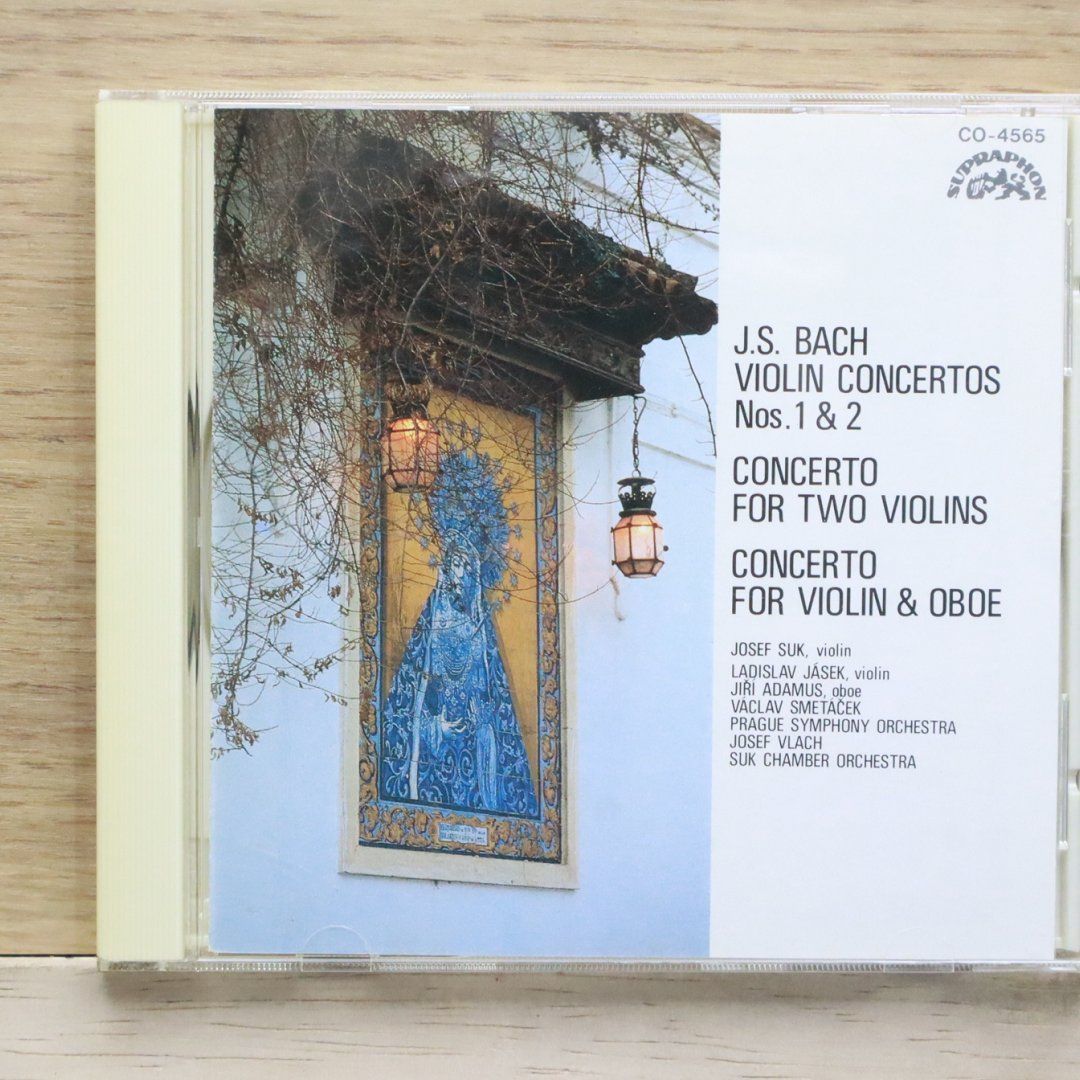 CO-4565
SUPRAPHON
J.S. BACH
VIOLIN CONCERTOS
Nos. 1 & 2
CONCERTO
FOR TWO VIOLINS
CONCERTO
FOR VIOLIN & OBOE
JOSEF SUK, violin
LADISLAV JÁSEK, violin
JIŘÍ ADAMUS, oboe
VÁCLAV SMETÁČEK
PRAGUE SYMPHONY ORCHESTRA
JOSEF VLACH
SUK CHAMBER ORCHESTRA